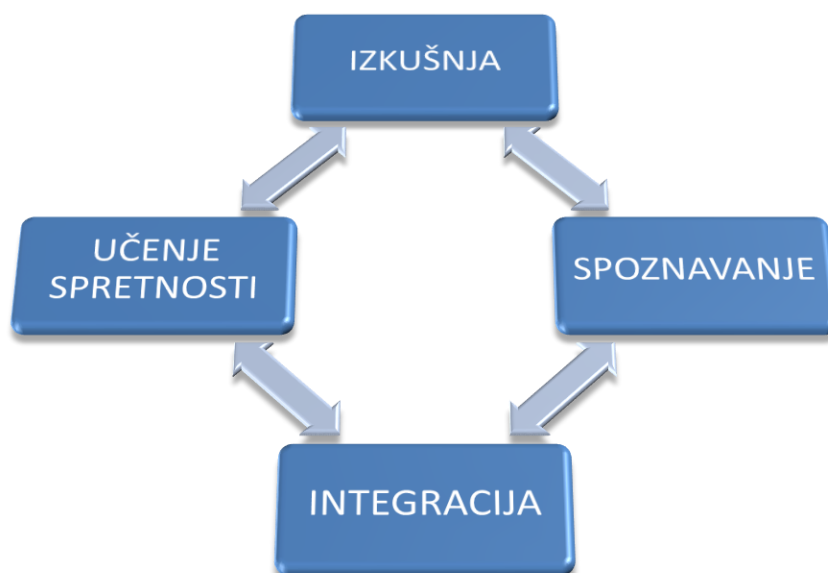 IZKUŠNJA
UČENJE
SPRETNOSTI
SPOZNAVANJE
INTEGRACIJA